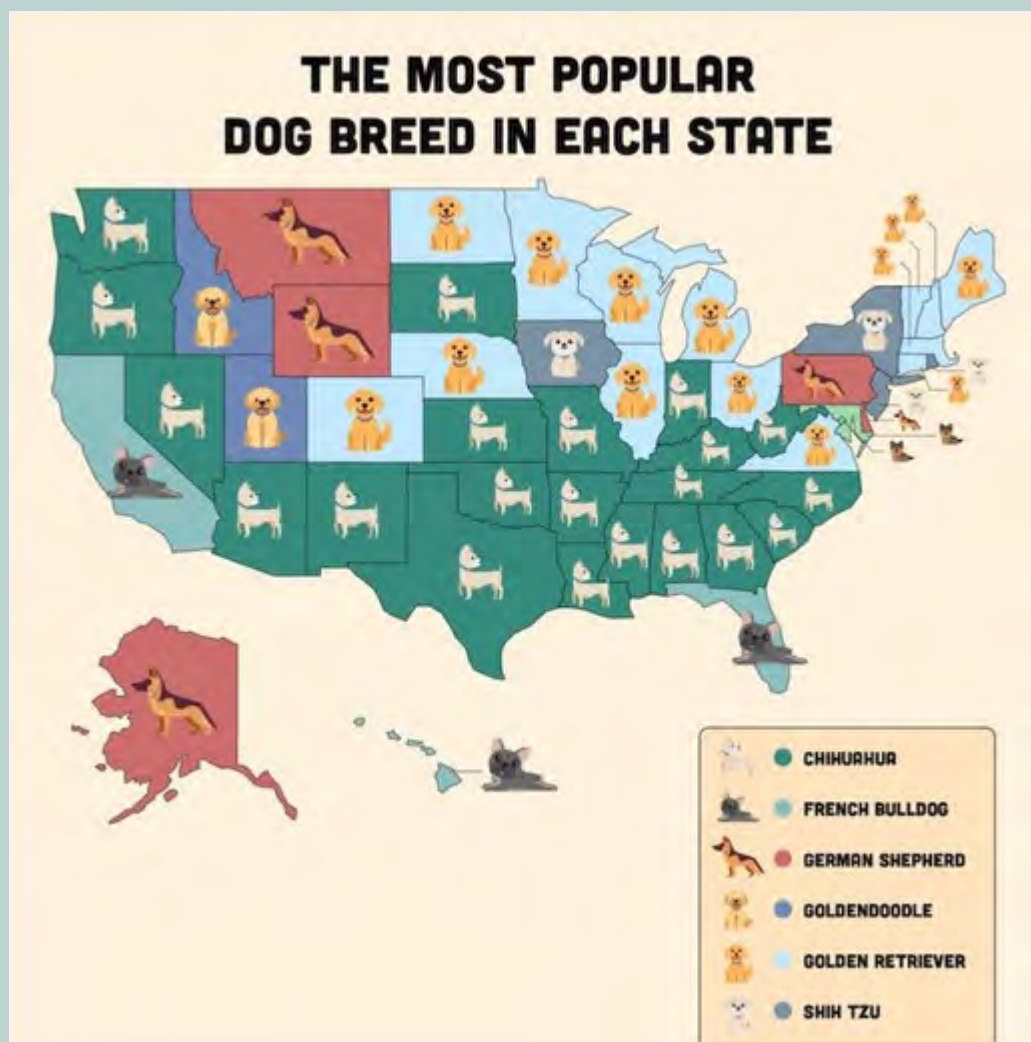 THE MOST POPULAR
DOG BREED IN EACH STATE
CHIHUAHUA
FRENCH BULLDOG
GERMAN SHEPHERD
GOLDENDOODLE
GOLDEN RETRIEVER
SHIH TZU